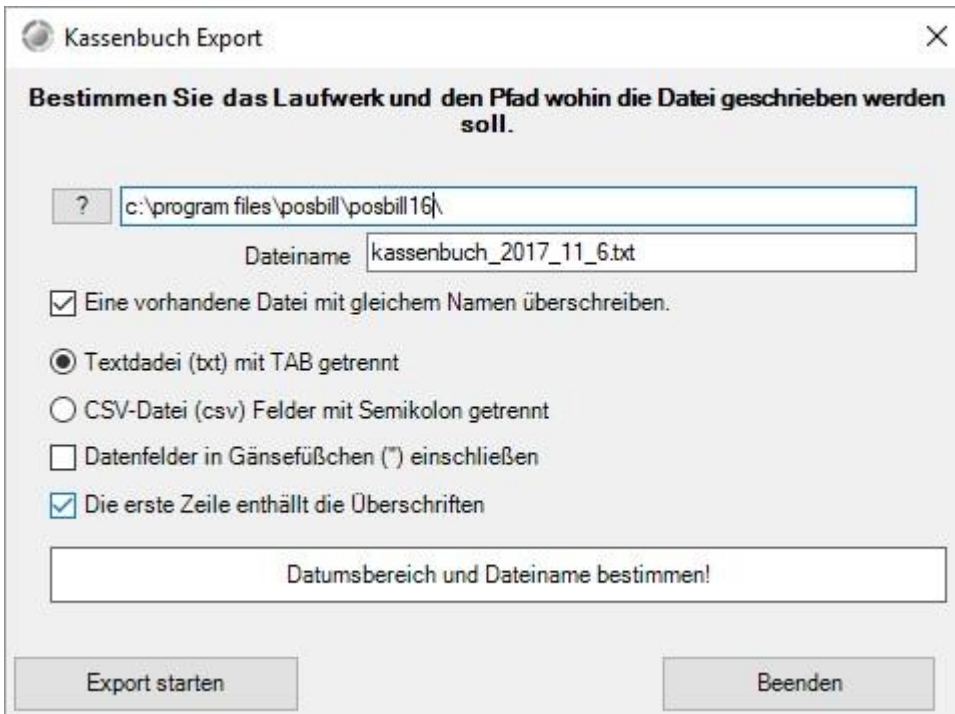 Kassenbuch Export
Bestimmen Sie das Laufwerk und den Pfad wohin die Datei geschrieben werden
soll.
?
c:\program files\posbill\posbill16\
Dateiname
kassenbuch_2017_11_6.txt
Eine vorhandene Datei mit gleichem Namen überschreiben.
Textdadei (txt) mit TAB getrennt
CSV-Datei (csv) Felder mit Semikolon getrennt
Datenfelder in Gänsefüßchen (") einschließen
Die erste Zeile enthällt die Überschriften
Datumsbereich und Dateiname bestimmen!
Export starten
Beenden